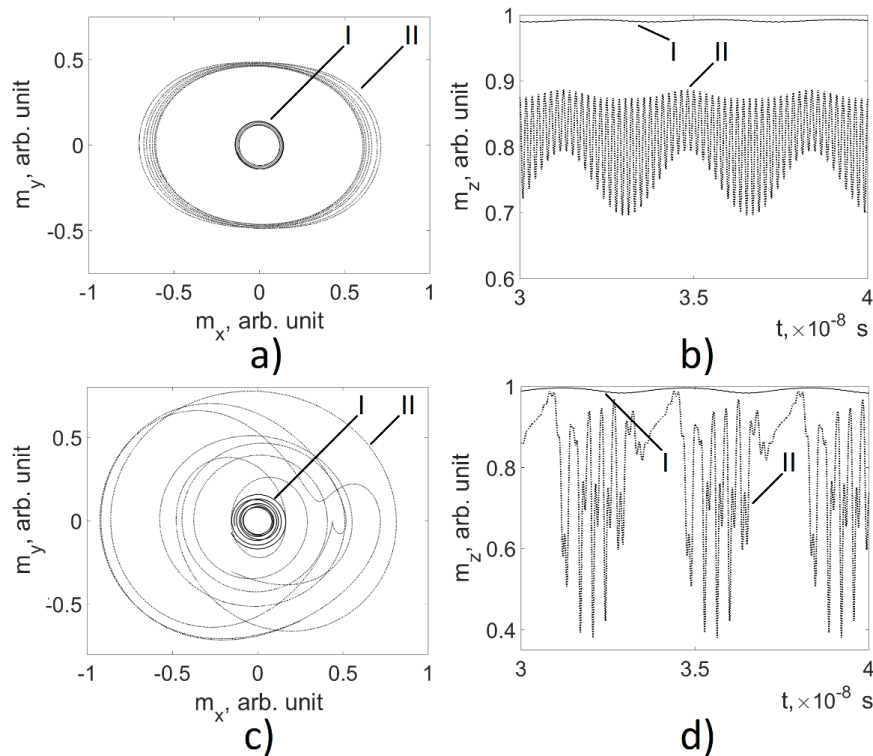 I
II
0.5
0
-0.5
-1
-0.5
0
0.5
1
m_y, arb. unit
m_x, arb. unit
a)
1
0.9
0.8
0.7
0.6
3
3.5
4
I
II
m_z, arb. unit
t,×10^-8 s
b)
I
II
0.5
0
-0.5
-1
-0.5
0
0.5
1
m_y, arb. unit
m_x, arb. unit
c)
1
0.8
0.6
0.4
3
3.5
4
I
II
m_z, arb. unit
t,×10^-8 s
d)